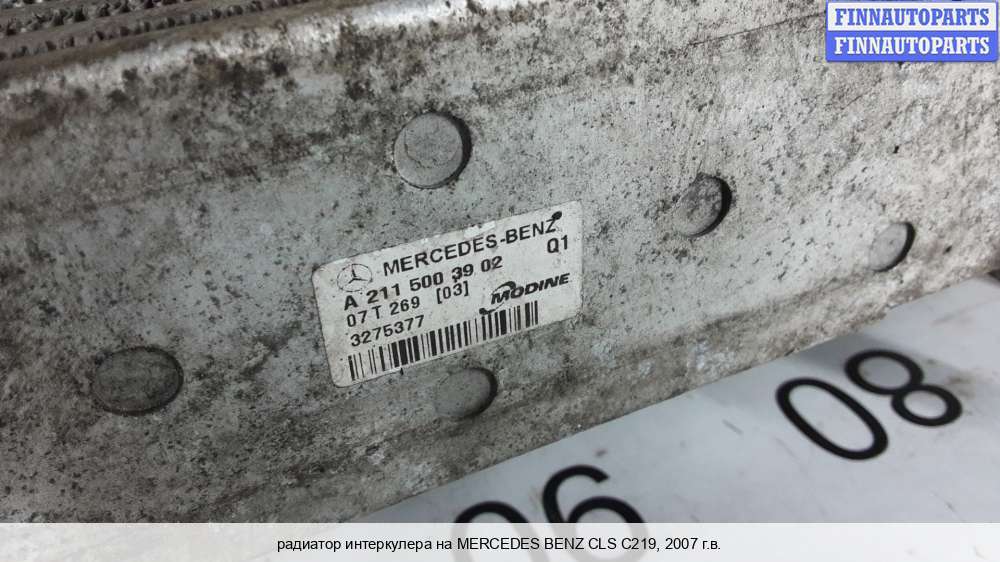 FINNAUTOPARTS
FINNAUTOPARTS
MERCEDES-BENZ
A 211 500 39 02 Q1
07 T 269 [03] MODINE
3275377
08
90
радиатор интеркулера на MERCEDES BENZ CLS C219, 2007 г.в.